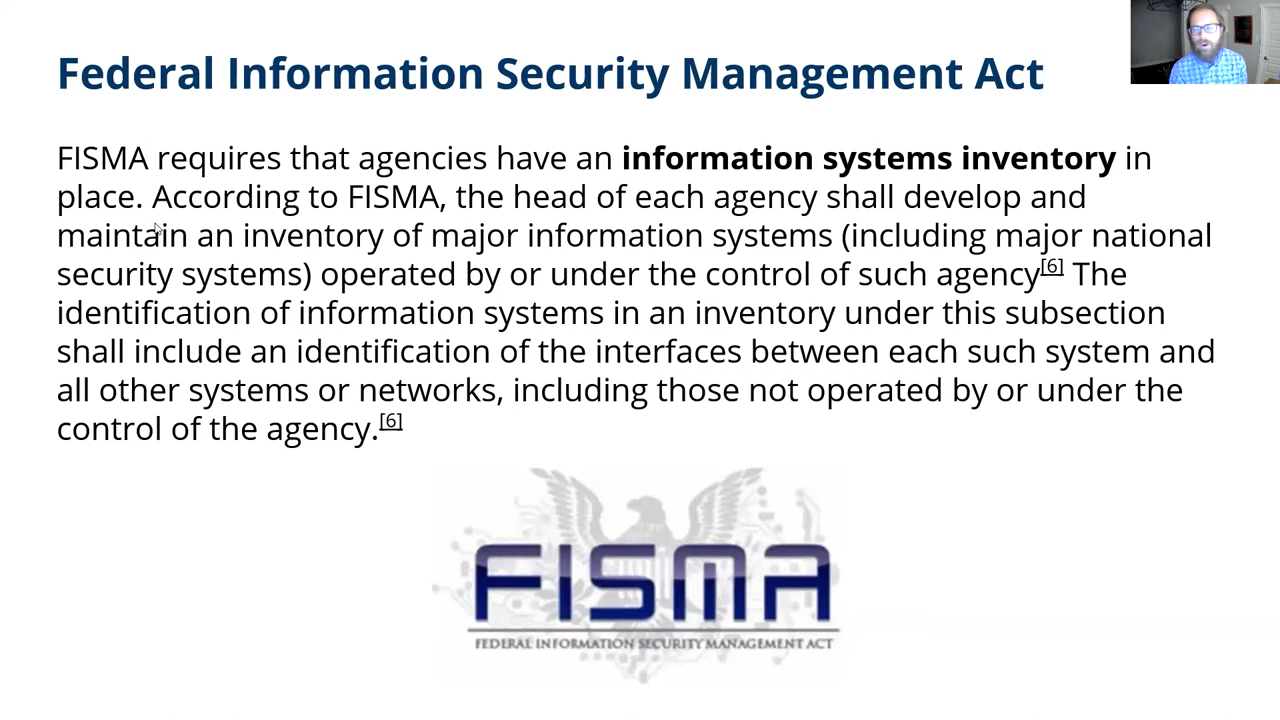 Federal Information Security Management Act
FISMA requires that agencies have an information systems inventory in
place. According to FISMA, the head of each agency shall develop and
maintain an inventory of major information systems (including major national
security systems) operated by or under the control of such agency[6] The
identification of information systems in an inventory under this subsection
shall include an identification of the interfaces between each such system and
all other systems or networks, including those not operated by or under the
control of the agency.[6]
FISMA
FEDERAL INFORMATION SECURITY MANAGEMENT ACT